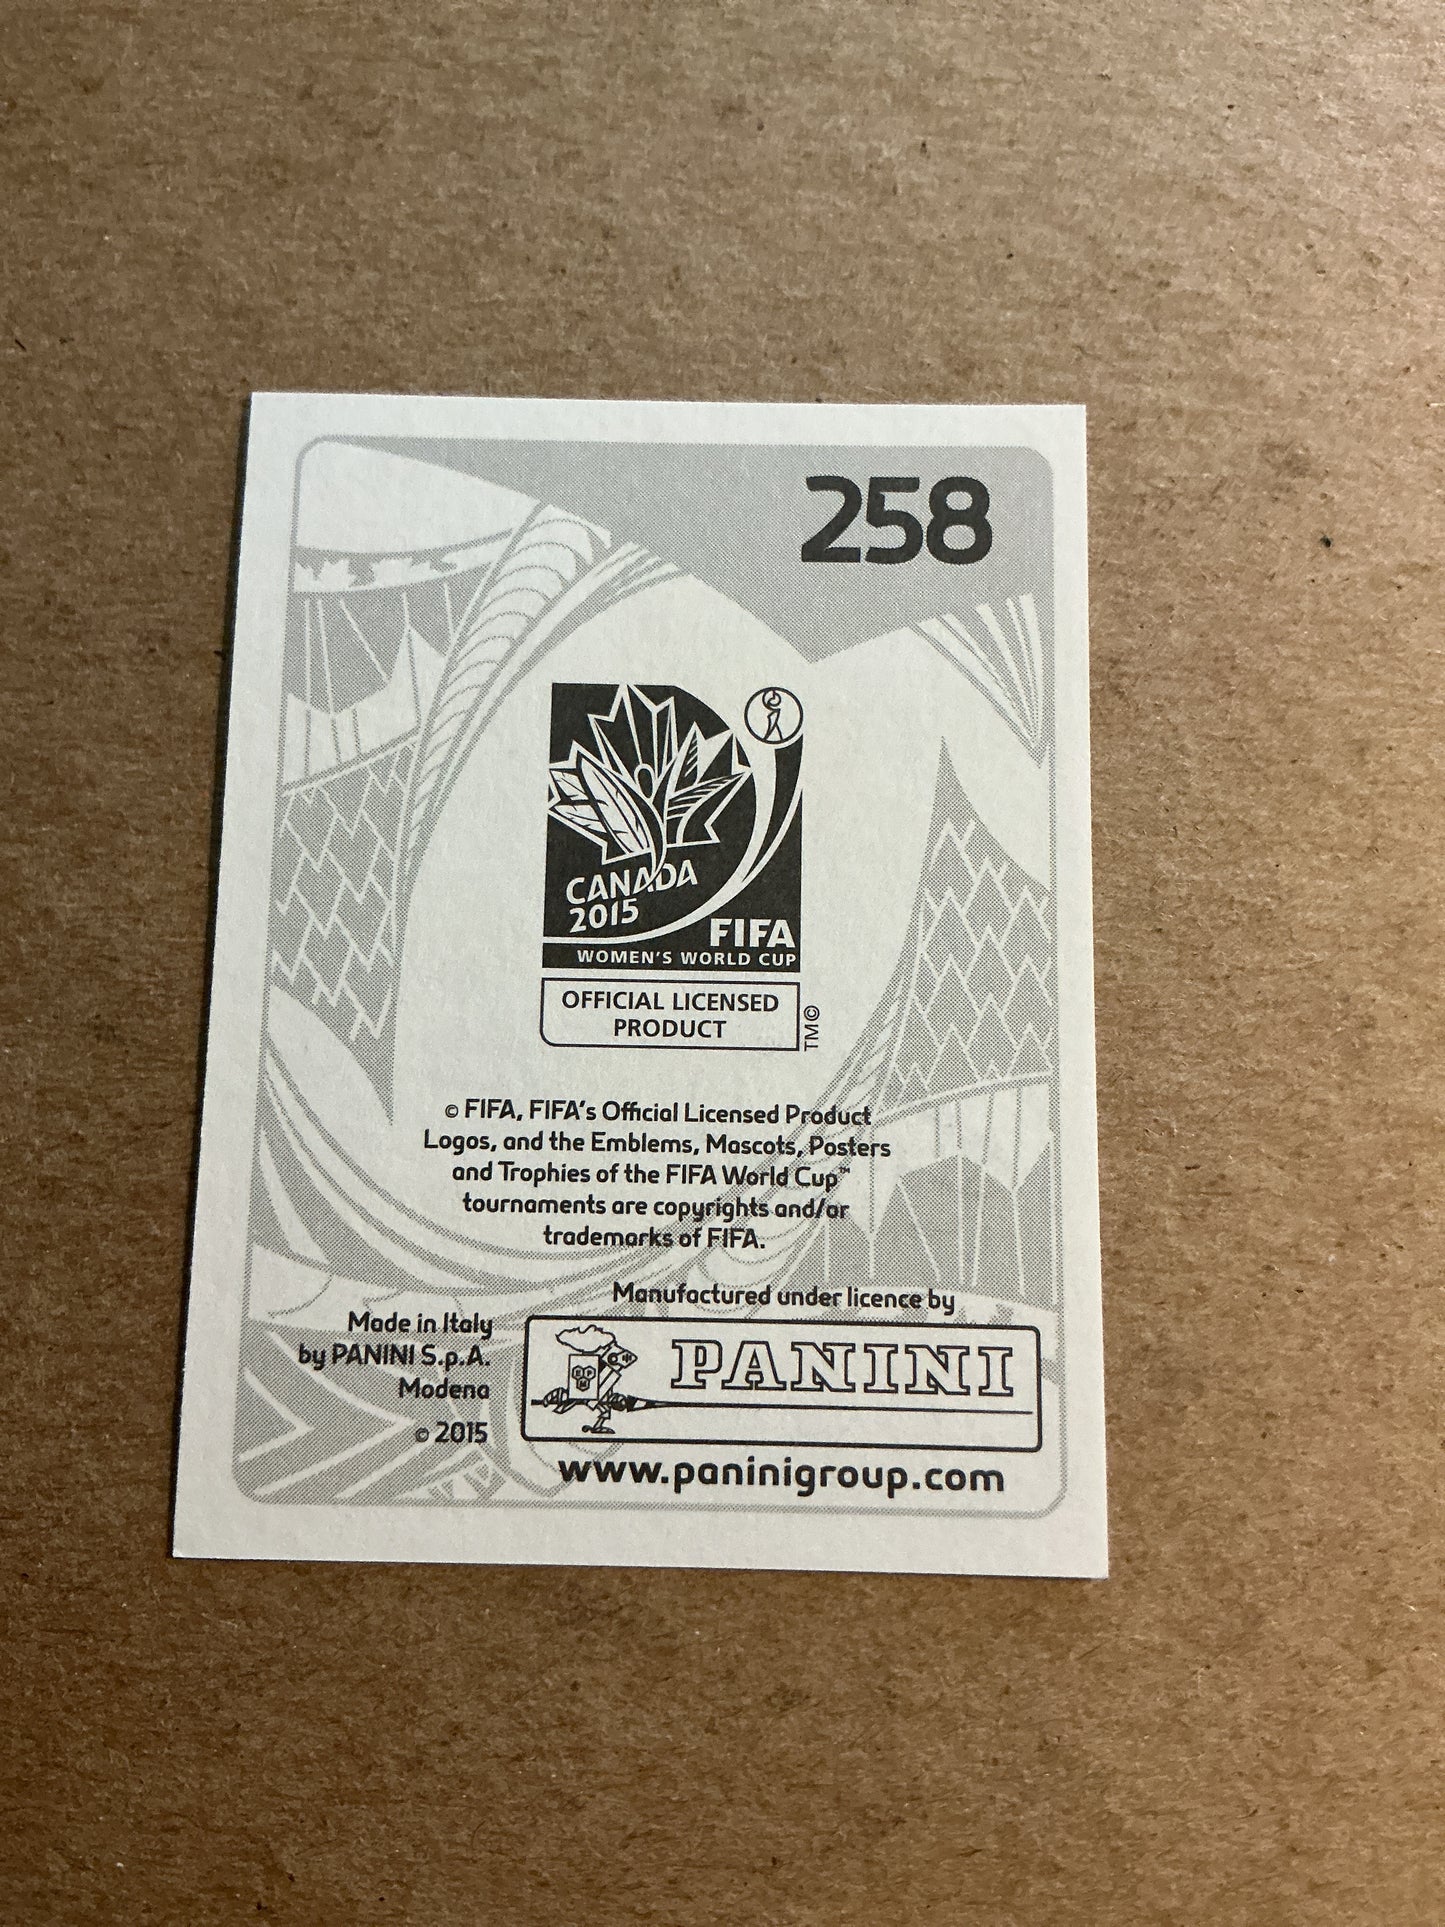 258
CANADA
2015
FIFA
WOMEN'S WORLD CUP
OFFICIAL LICENSED
PRODUCT
TM©
© FIFA, FIFA's Official Licensed Product
Logos, and the Emblems, Mascots, Posters
and Trophies of the FIFA World Cup™
tournaments are copyrights and/or
trademarks of FIFA.
Manufactured under licence by
Made in Italy
by PANINI S.p.A.
Modena
© 2015
PANINI
www.paninigroup.com